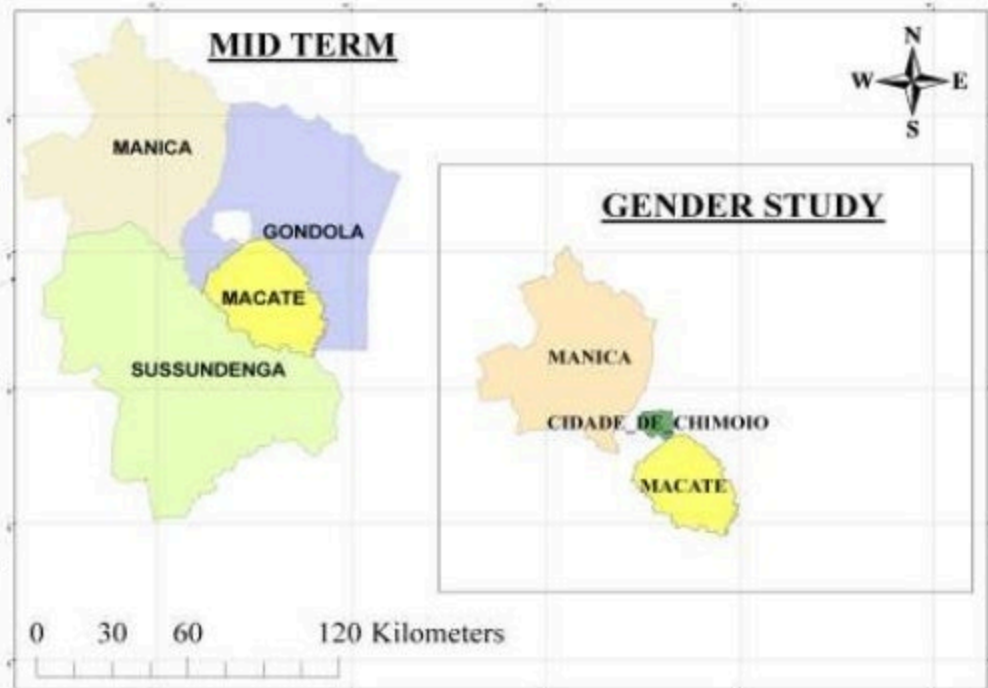 MID TERM
N
W E
S
MANICA
GONDOLA
MACATE
SUSSUNDENGA
GENDER STUDY
MANICA
CIDADE_DE_CHIMOIO
MACATE
0 30 60 120 Kilometers